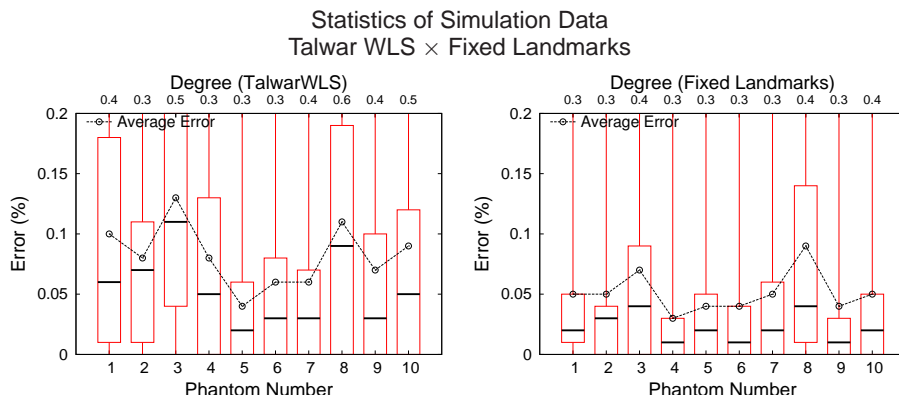 Statistics of Simulation Data
Talwar WLS × Fixed Landmarks
Degree (TalwarWLS)
0.4 0.3 0.5 0.3 0.3 0.3 0.3 0.6 0.4 0.5
Average Error
0.2
0.15
0.1
0.05
0
Error (%)
1 2 3 4 5 6 7 8 9 10
Phantom Number
Degree (Fixed Landmarks)
0.3 0.3 0.4 0.3 0.3 0.3 0.3 0.4 0.3 0.4
Average Error
0.2
0.15
0.1
0.05
0
Error (%)
1 2 3 4 5 6 7 8 9 10
Phantom Number